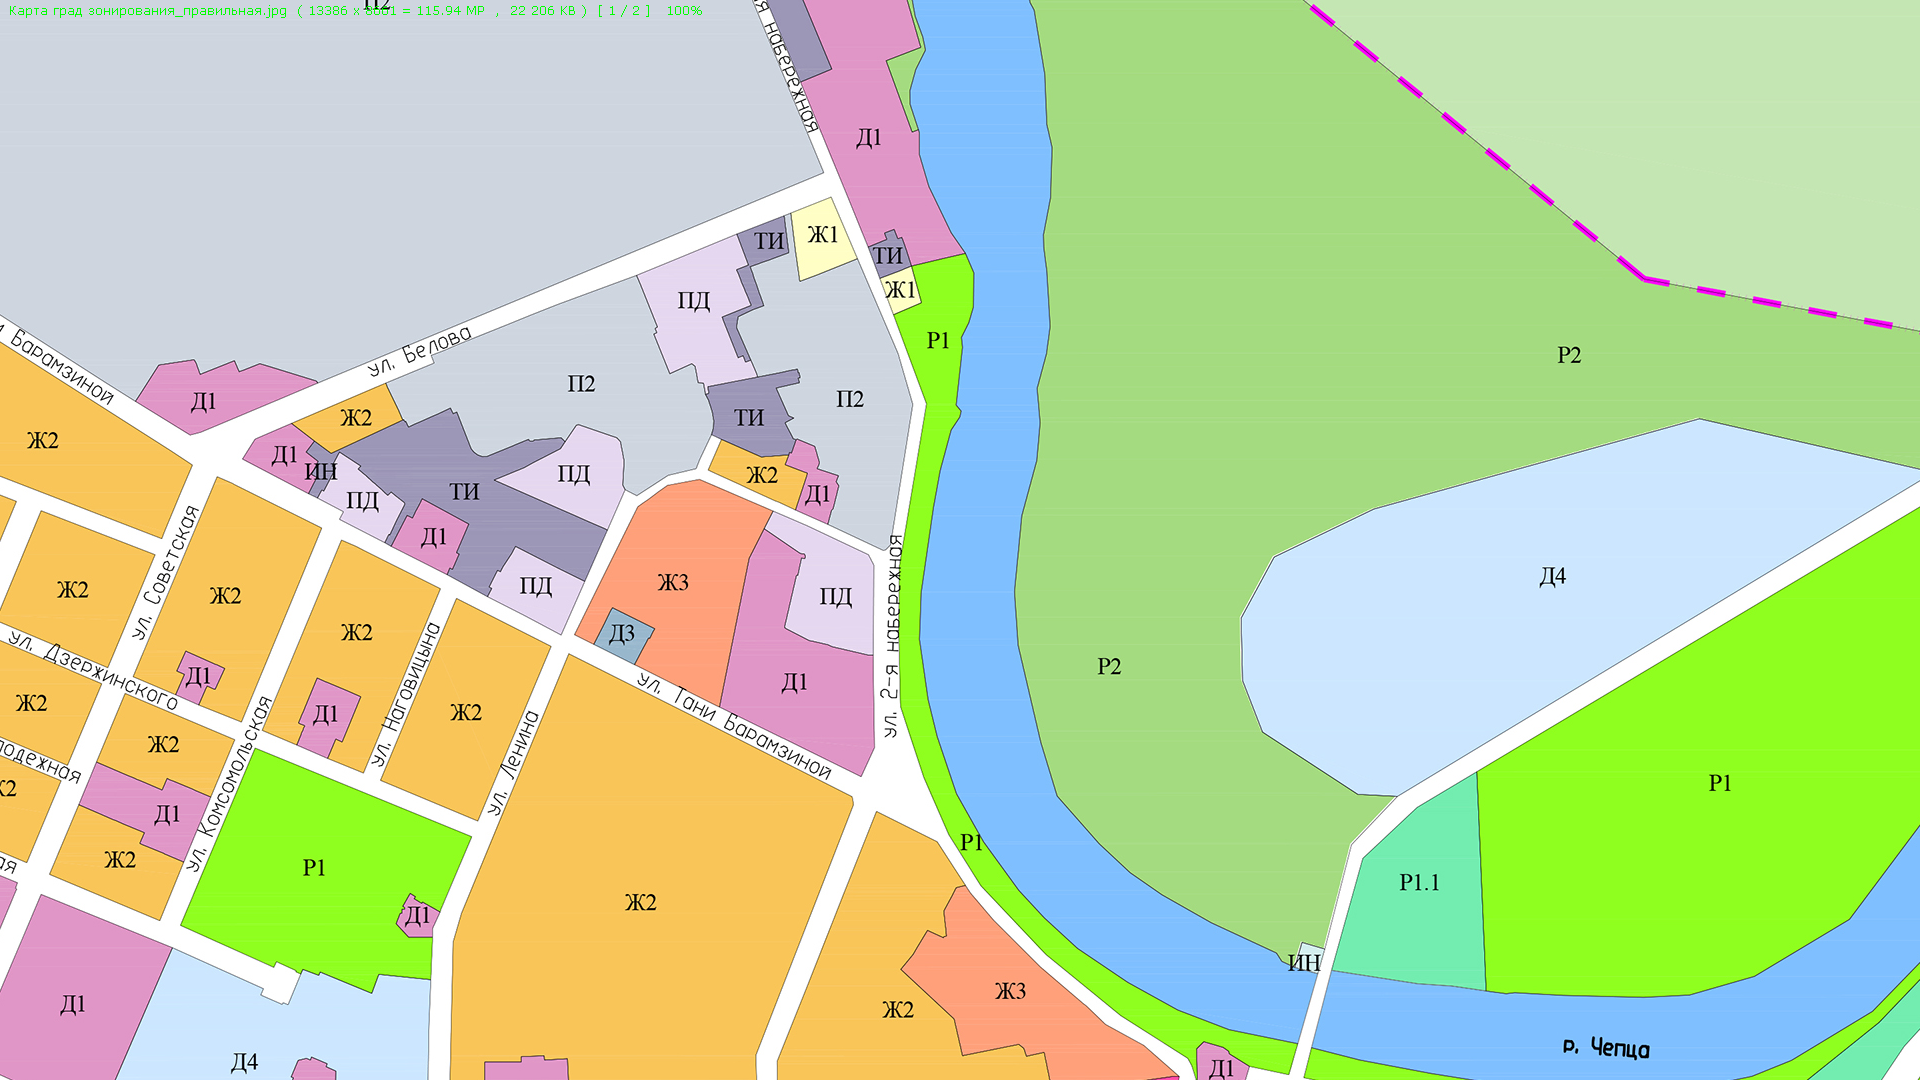 Карта град зонирования_правильная.jpg ( 13386 x 8661 = 115.94 MP , 22 206 KB ) [ 1 / 2 ] 100%
П2
я набережная
Д1
ТИ
Ж1
ТИ
Ж1
ПД
Р1
ул. Белова
Барамзиной
Р2
П2
П2
Д1
Ж2
ТИ
Ж2
Д1
ИН
ПД
ТИ
ПД
Ж2
Д1
Д1
ул. Советская
Ж2
Ж2
ПД
Ж3
ПД
Д4
ул. 2-я набережная
ул. Дзержинского
Ж2
Д3
ул. Наговицына
Р2
Д1
Ж2
Д1
Ж2
Д1
ул. Тани Барамзиной
ул. Ленина
Ж2
ул. Комсомольская
Р1
Д1
Р1
Ж2
Р1
Р1.1
Ж2
Д1
Д1
Ж2
Ж3
Ж2
ИН
р. Чепца
Д4
Д1